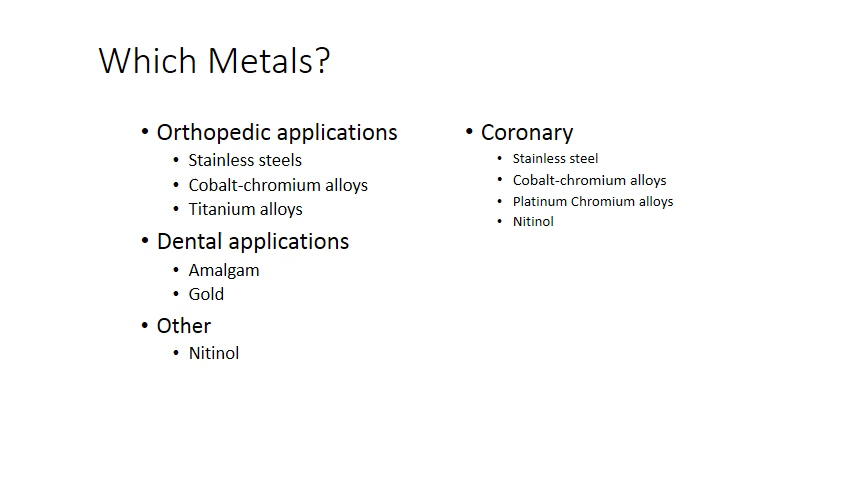 Which Metals?
• Orthopedic applications
• Stainless steels
• Cobalt-chromium alloys
• Titanium alloys
• Dental applications
• Amalgam
• Gold
• Other
• Nitinol
• Coronary
• Stainless steel
• Cobalt-chromium alloys
• Platinum Chromium alloys
• Nitinol